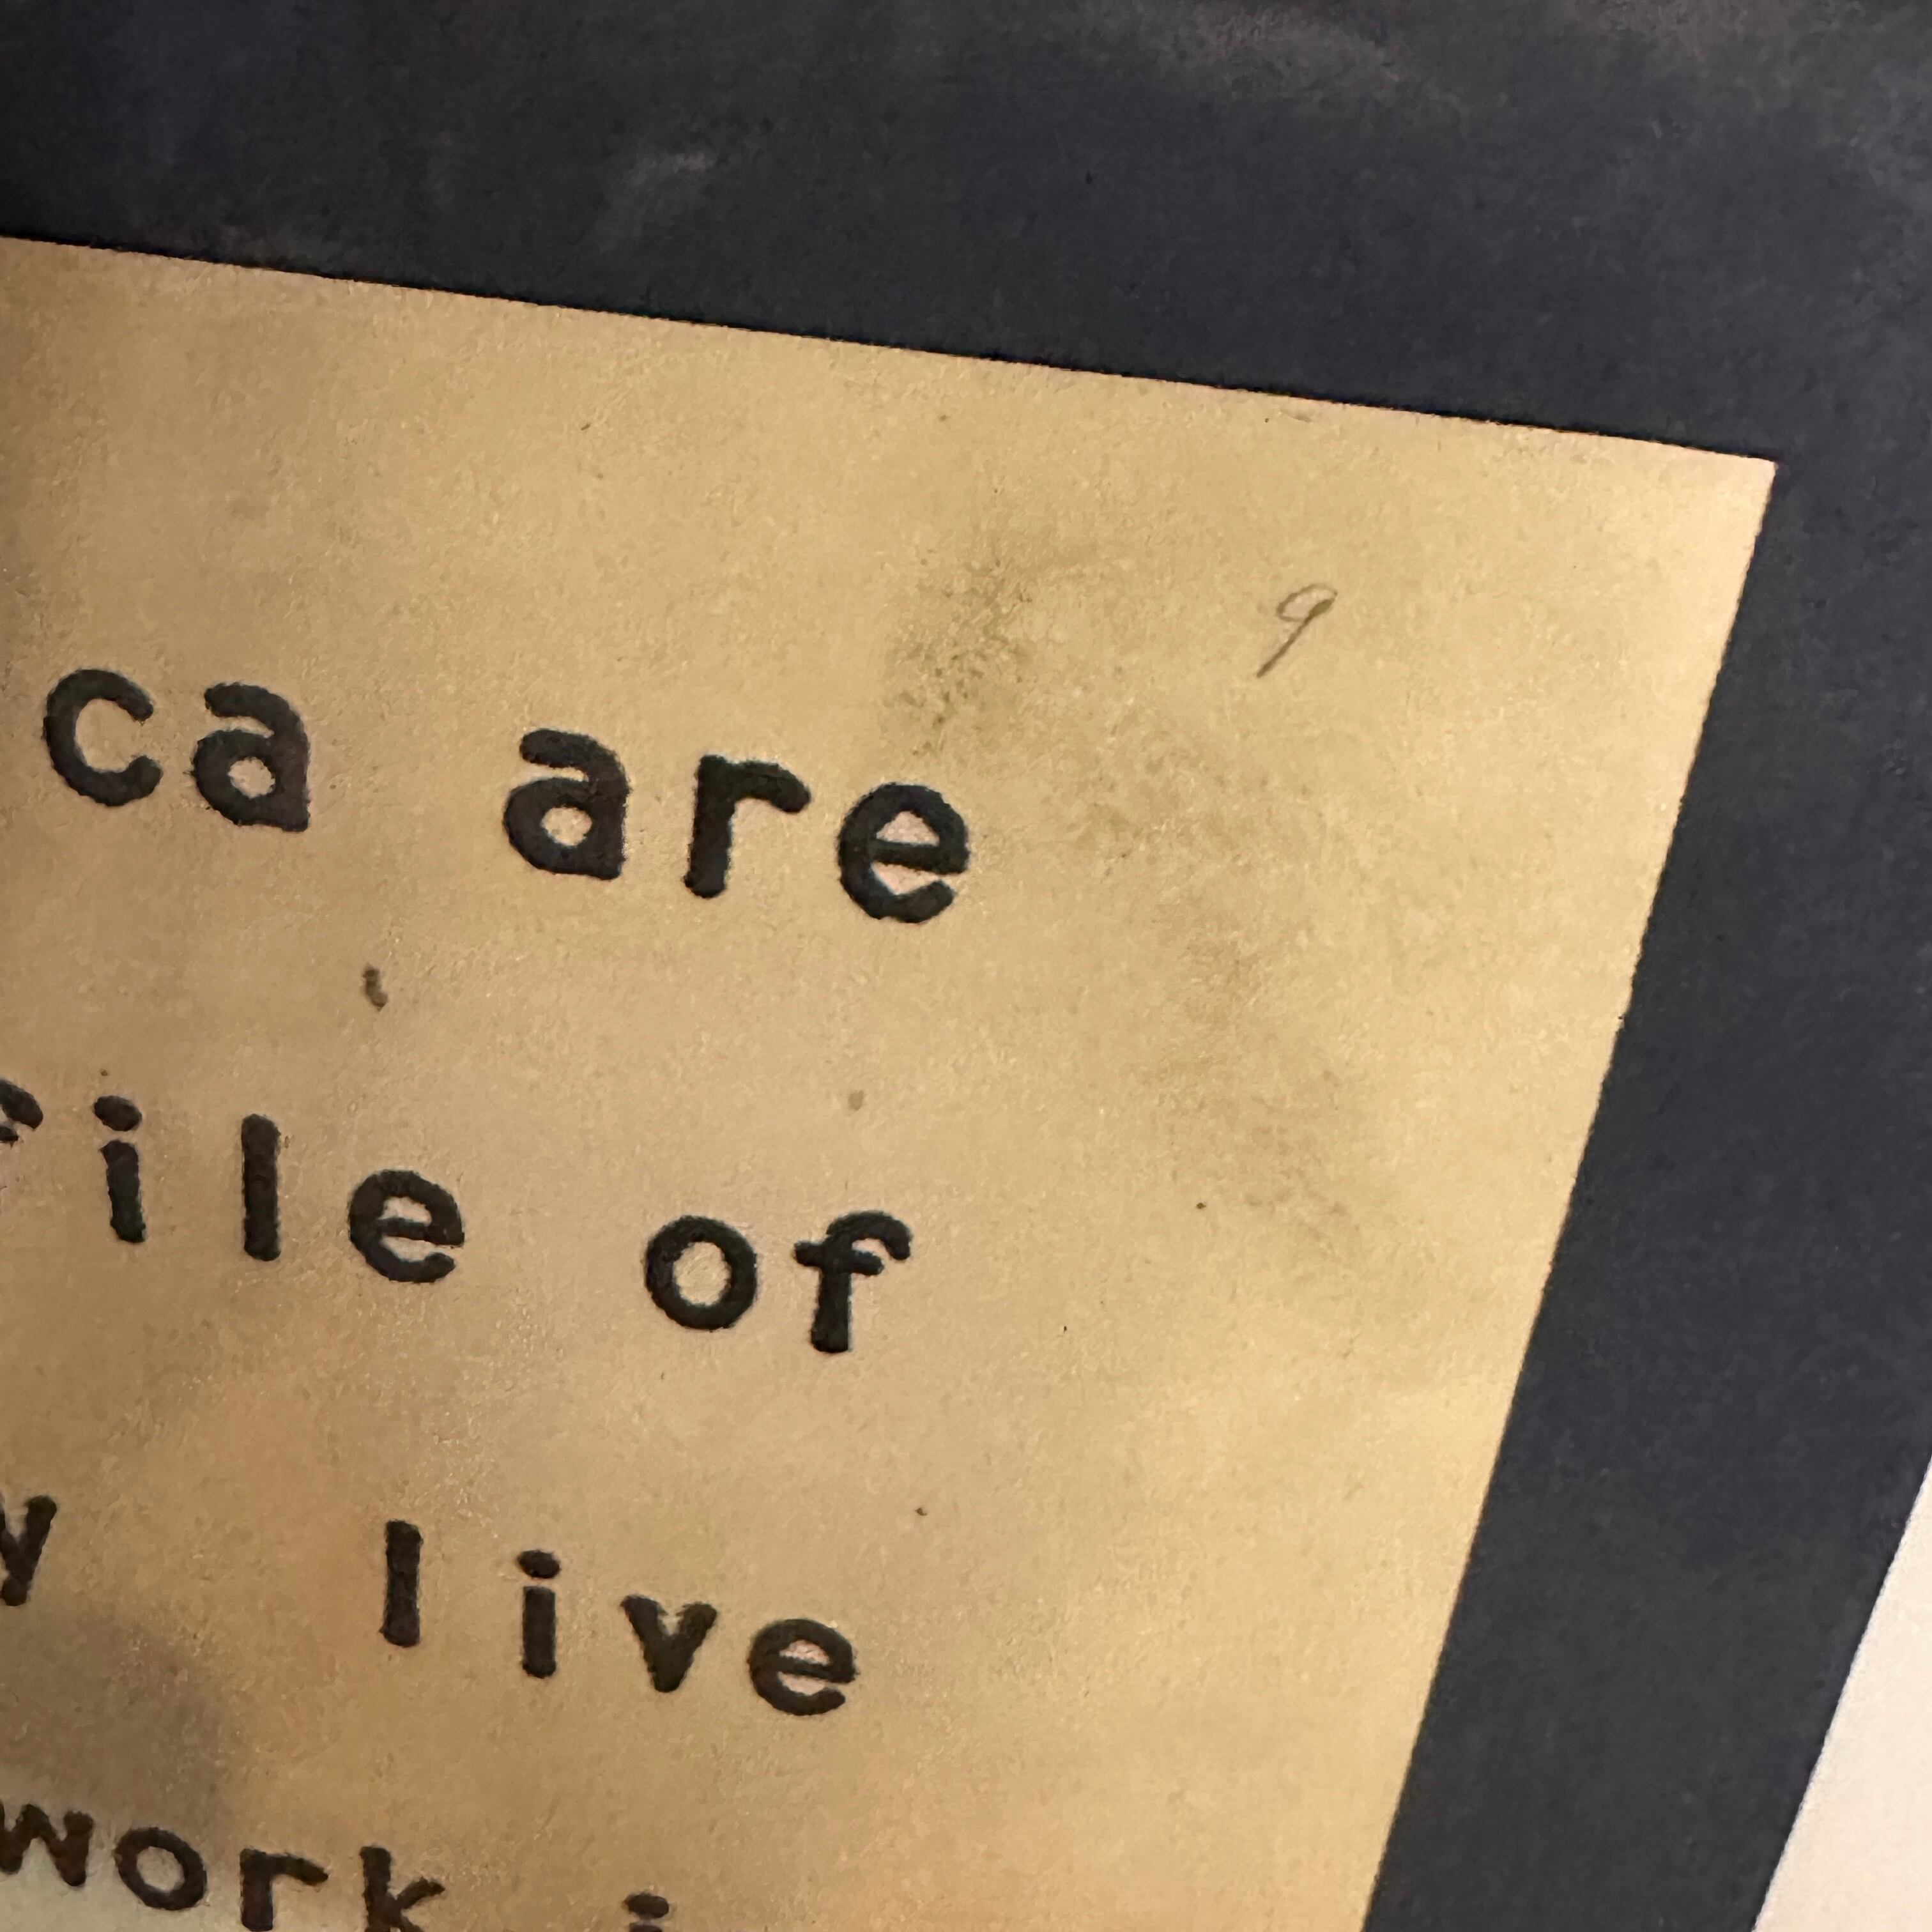 9
ca are
file of
y live
work i